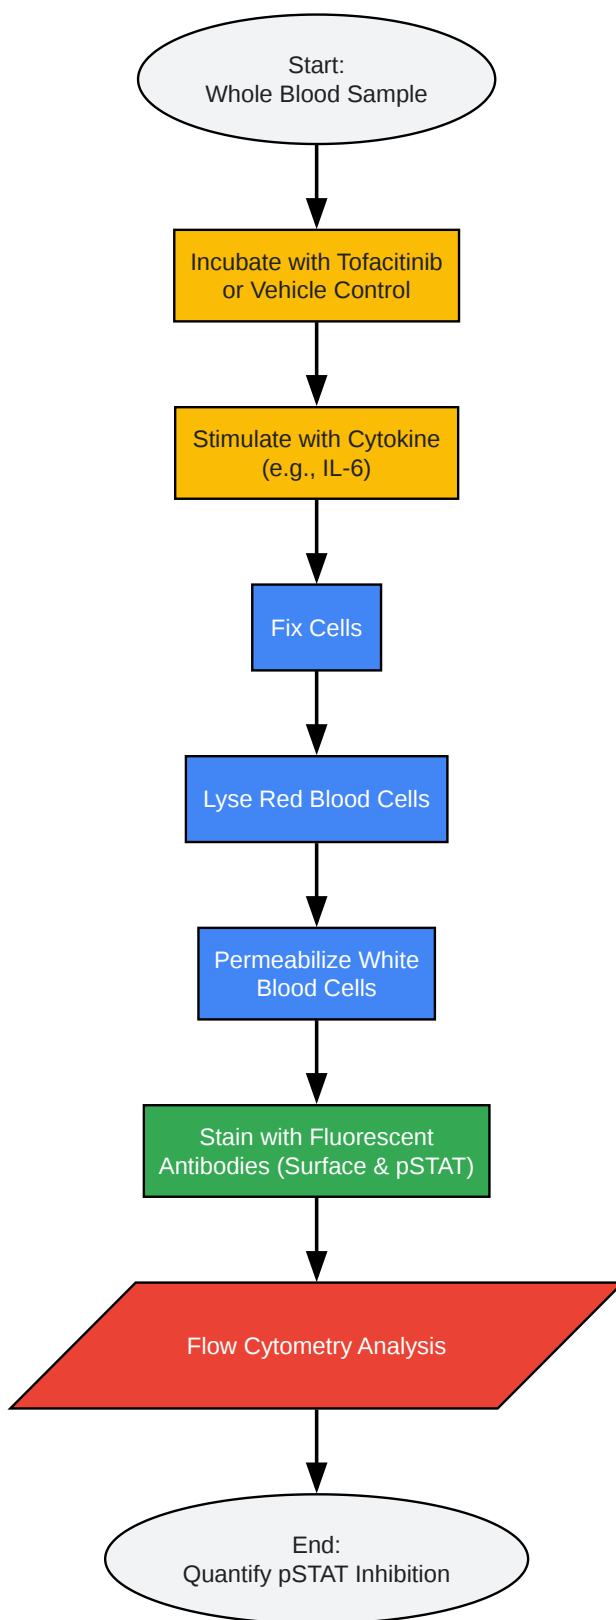 Start:
Whole Blood Sample
Incubate with Tofacitinib
or Vehicle Control
Stimulate with Cytokine
(e.g., IL-6)
Fix Cells
Lyse Red Blood Cells
Permeabilize White
Blood Cells
Stain with Fluorescent
Antibodies (Surface & pSTAT)
Flow Cytometry Analysis
End:
Quantify pSTAT Inhibition